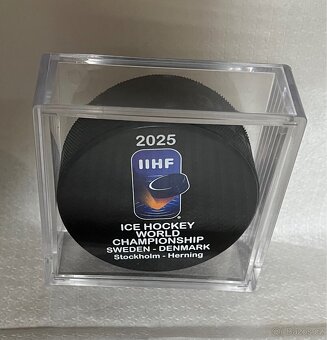 2025
IIHF
ICE HOCKEY
WORLD
CHAMPIONSHIP
SWEDEN - DENMARK
Stockholm - Herning